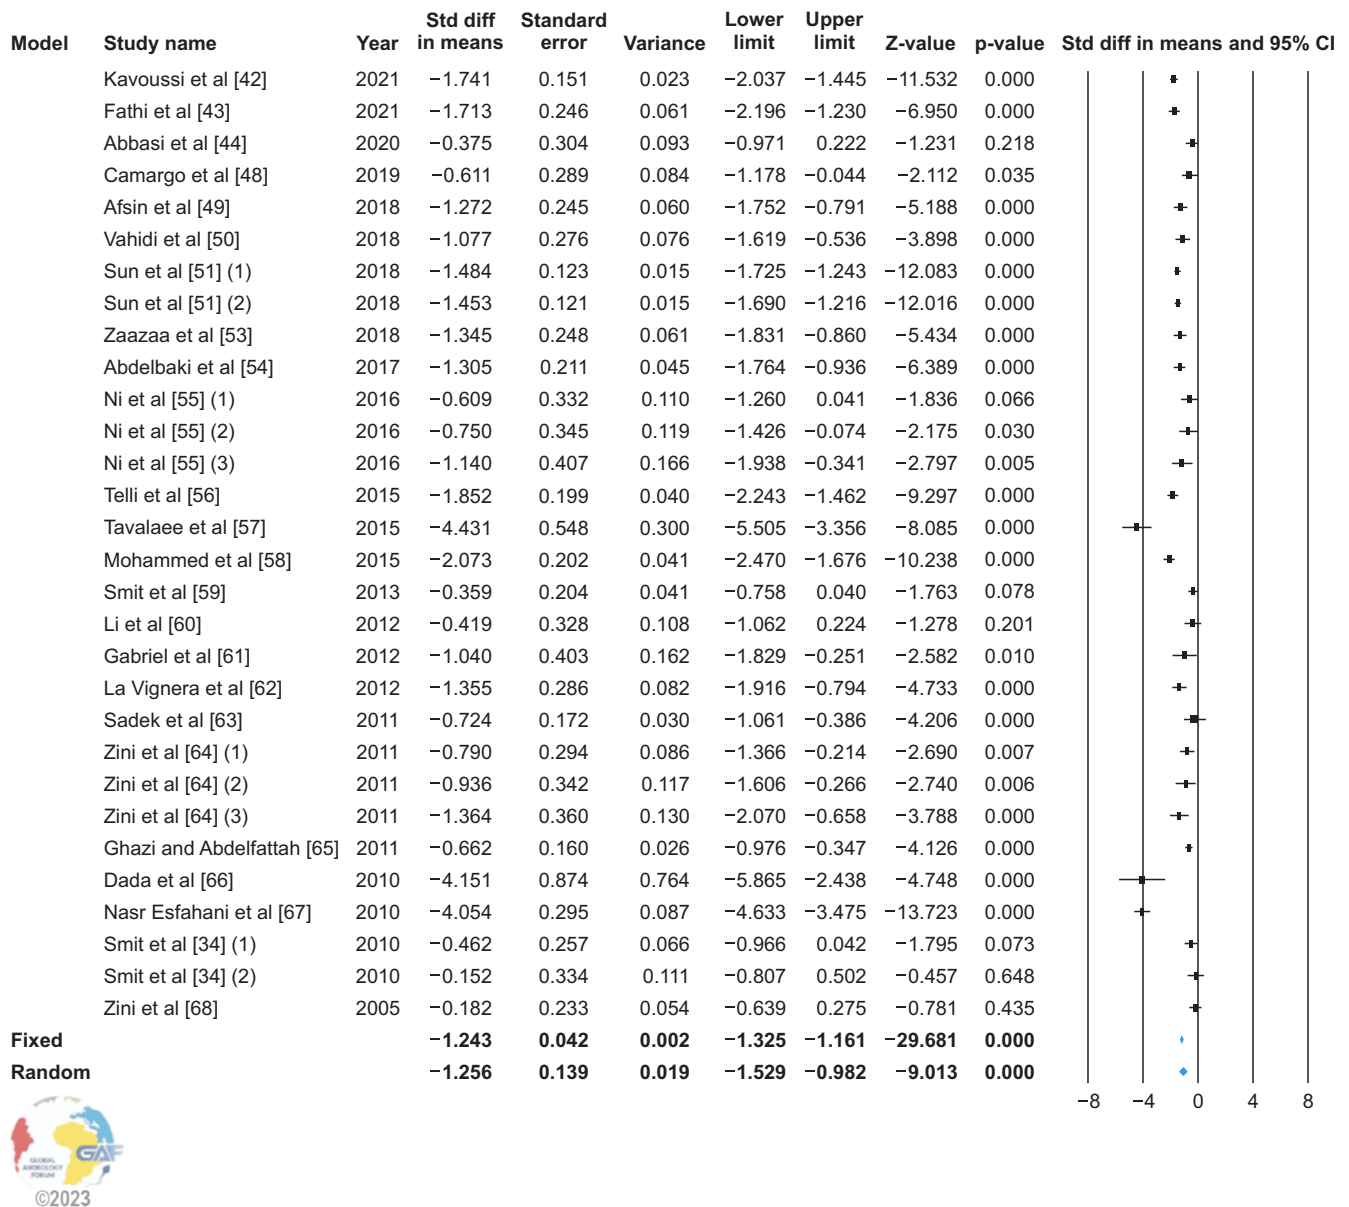 Model Study name Year Std diff in means Standard error Variance Lower limit Upper limit Z-value p-value Std diff in means and 95% CI
Kavoussi et al [42] 2021 −1.741 0.151 0.023 −2.037 −1.445 −11.532 0.000
Fathi et al [43] 2021 −1.713 0.246 0.061 −2.196 −1.230 −6.950 0.000
Abbasi et al [44] 2020 −0.375 0.304 0.093 −0.971 0.222 −1.231 0.218
Camargo et al [48] 2019 −0.611 0.289 0.084 −1.178 −0.044 −2.112 0.035
Afsin et al [49] 2018 −1.272 0.245 0.060 −1.752 −0.791 −5.188 0.000
Vahidi et al [50] 2018 −1.077 0.276 0.076 −1.619 −0.536 −3.898 0.000
Sun et al [51] (1) 2018 −1.484 0.123 0.015 −1.725 −1.243 −12.083 0.000
Sun et al [51] (2) 2018 −1.453 0.121 0.015 −1.690 −1.216 −12.016 0.000
Zaazaa et al [53] 2018 −1.345 0.248 0.061 −1.831 −0.860 −5.434 0.000
Abdelbaki et al [54] 2017 −1.305 0.211 0.045 −1.764 −0.936 −6.389 0.000
Ni et al [55] (1) 2016 −0.609 0.332 0.110 −1.260 0.041 −1.836 0.066
Ni et al [55] (2) 2016 −0.750 0.345 0.119 −1.426 −0.074 −2.175 0.030
Ni et al [55] (3) 2016 −1.140 0.407 0.166 −1.938 −0.341 −2.797 0.005
Telli et al [56] 2015 −1.852 0.199 0.040 −2.243 −1.462 −9.297 0.000
Tavalaee et al [57] 2015 −4.431 0.548 0.300 −5.505 −3.356 −8.085 0.000
Mohammed et al [58] 2015 −2.073 0.202 0.041 −2.470 −1.676 −10.238 0.000
Smit et al [59] 2013 −0.359 0.204 0.041 −0.758 0.040 −1.763 0.078
Li et al [60] 2012 −0.419 0.328 0.108 −1.062 0.224 −1.278 0.201
Gabriel et al [61] 2012 −1.040 0.403 0.162 −1.829 −0.251 −2.582 0.010
La Vignera et al [62] 2012 −1.355 0.286 0.082 −1.916 −0.794 −4.733 0.000
Sadek et al [63] 2011 −0.724 0.172 0.030 −1.061 −0.386 −4.206 0.000
Zini et al [64] (1) 2011 −0.790 0.294 0.086 −1.366 −0.214 −2.690 0.007
Zini et al [64] (2) 2011 −0.936 0.342 0.117 −1.606 −0.266 −2.740 0.006
Zini et al [64] (3) 2011 −1.364 0.360 0.130 −2.070 −0.658 −3.788 0.000
Ghazi and Abdelfattah [65] 2011 −0.662 0.160 0.026 −0.976 −0.347 −4.126 0.000
Dada et al [66] 2010 −4.151 0.874 0.764 −5.865 −2.438 −4.748 0.000
Nasr Esfahani et al [67] 2010 −4.054 0.295 0.087 −4.633 −3.475 −13.723 0.000
Smit et al [34] (1) 2010 −0.462 0.257 0.066 −0.966 0.042 −1.795 0.073
Smit et al [34] (2) 2010 −0.152 0.334 0.111 −0.807 0.502 −0.457 0.648
Zini et al [68] 2005 −0.182 0.233 0.054 −0.639 0.275 −0.781 0.435
Fixed −1.243 0.042 0.002 −1.325 −1.161 −29.681 0.000
Random −1.256 0.139 0.019 −1.529 −0.982 −9.013 0.000
−8 −4 0 4 8
GAF
GLOBAL
ANDROLOGY
FORUM
©2023